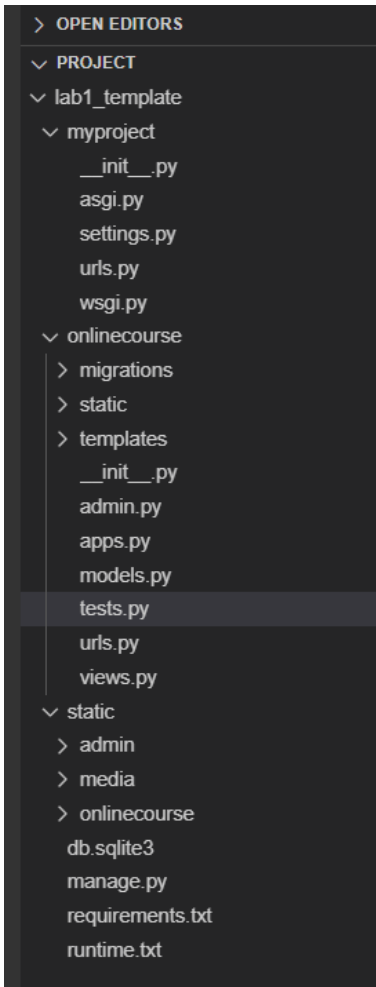 OPEN EDITORS
PROJECT
lab1_template
myproject
__init__.py
asgi.py
settings.py
urls.py
wsgi.py
onlinecourse
migrations
static
templates
__init__.py
admin.py
apps.py
models.py
tests.py
urls.py
views.py
static
admin
media
onlinecourse
db.sqlite3
manage.py
requirements.txt
runtime.txt